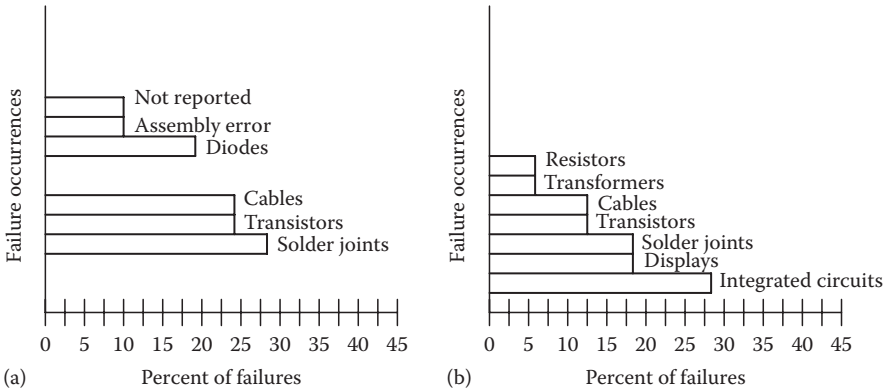 Failure occurrences
Not reported
Assembly error
Diodes
Cables
Transistors
Solder joints
0 5 10 15 20 25 30 35 40 45
(a) Percent of failures
Failure occurrences
Resistors
Transformers
Cables
Transistors
Solder joints
Displays
Integrated circuits
0 5 10 15 20 25 30 35 40 45
(b) Percent of failures